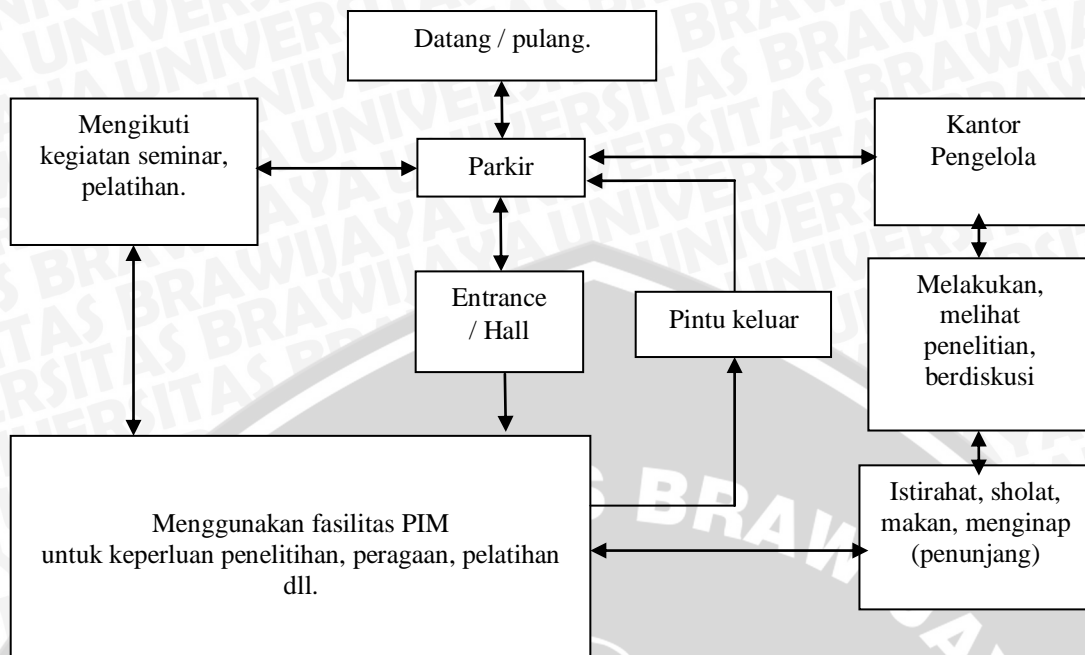 Datang / pulang.
Mengikuti
kegiatan seminar,
pelatihan.
Parkir
Kantor
Pengelola
Entrance
/ Hall
Pintu keluar
Melakukan,
melihat
penelitian,
berdiskusi
Menggunakan fasilitas PIM
untuk keperluan penelitihan, peragaan, pelatihan
dll.
Istirahat, sholat,
makan, menginap
(penunjang)